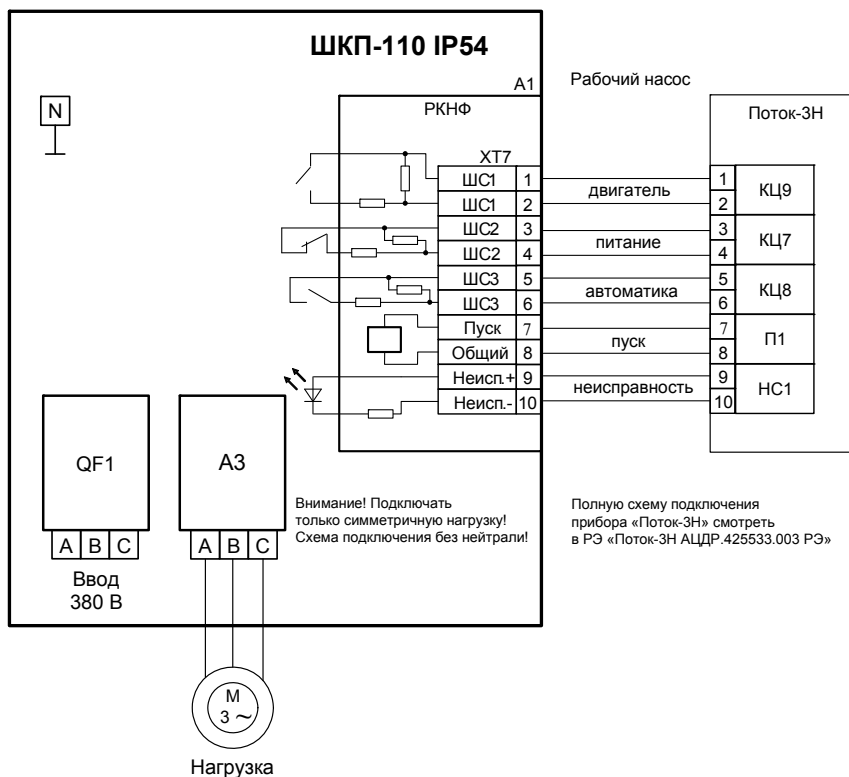 ШКП-110 IP54
N
А1
РКНФ
XT7
ШС1 1
ШС1 2
ШС2 3
ШС2 4
ШС3 5
ШС3 6
Пуск 7
Общий 8
Неисп.+ 9
Неисп.- 10
Рабочий насос
двигатель
питание
автоматика
пуск
неисправность
Поток-3Н
1
2
КЦ9
3
4
КЦ7
5
6
КЦ8
7
8
П1
9
10
НС1
QF1
А В С
Ввод
380 В
А3
А В С
Внимание! Подключать
только симметричную нагрузку!
Схема подключения без нейтрали!
Полную схему подключения
прибора «Поток-3Н» смотреть
в РЭ «Поток-3Н АЦДР.425533.003 РЭ»
М
3 ~
Нагрузка